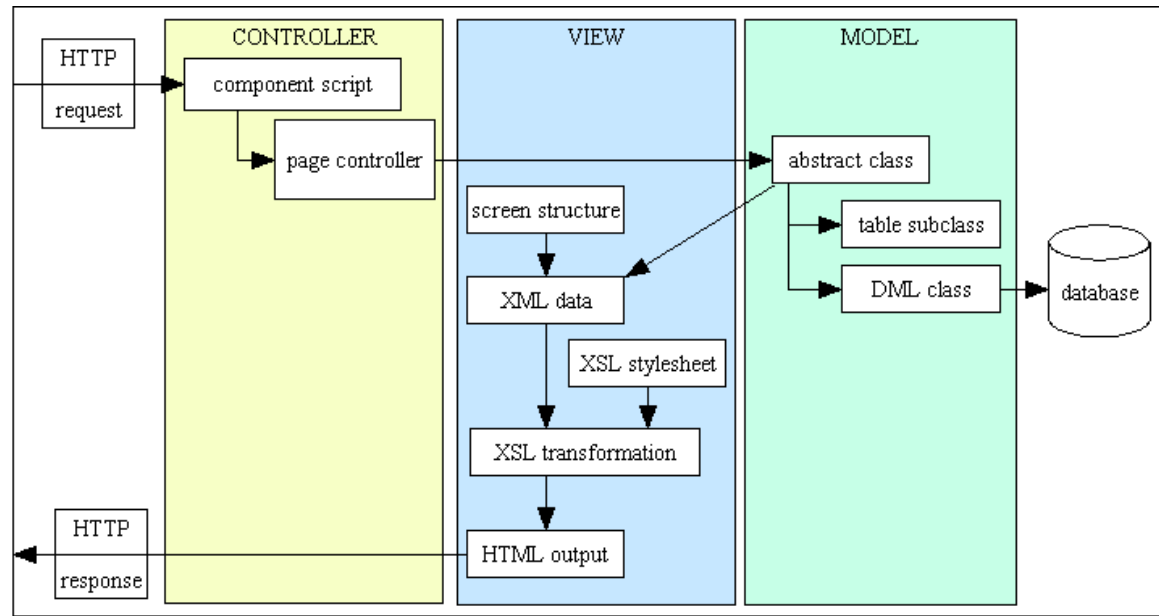 CONTROLLER
VIEW
MODEL
HTTP
request
component script
page controller
abstract class
screen structure
table subclass
XML data
DML class
database
XSL stylesheet
XSL transformation
HTTP
response
HTML output